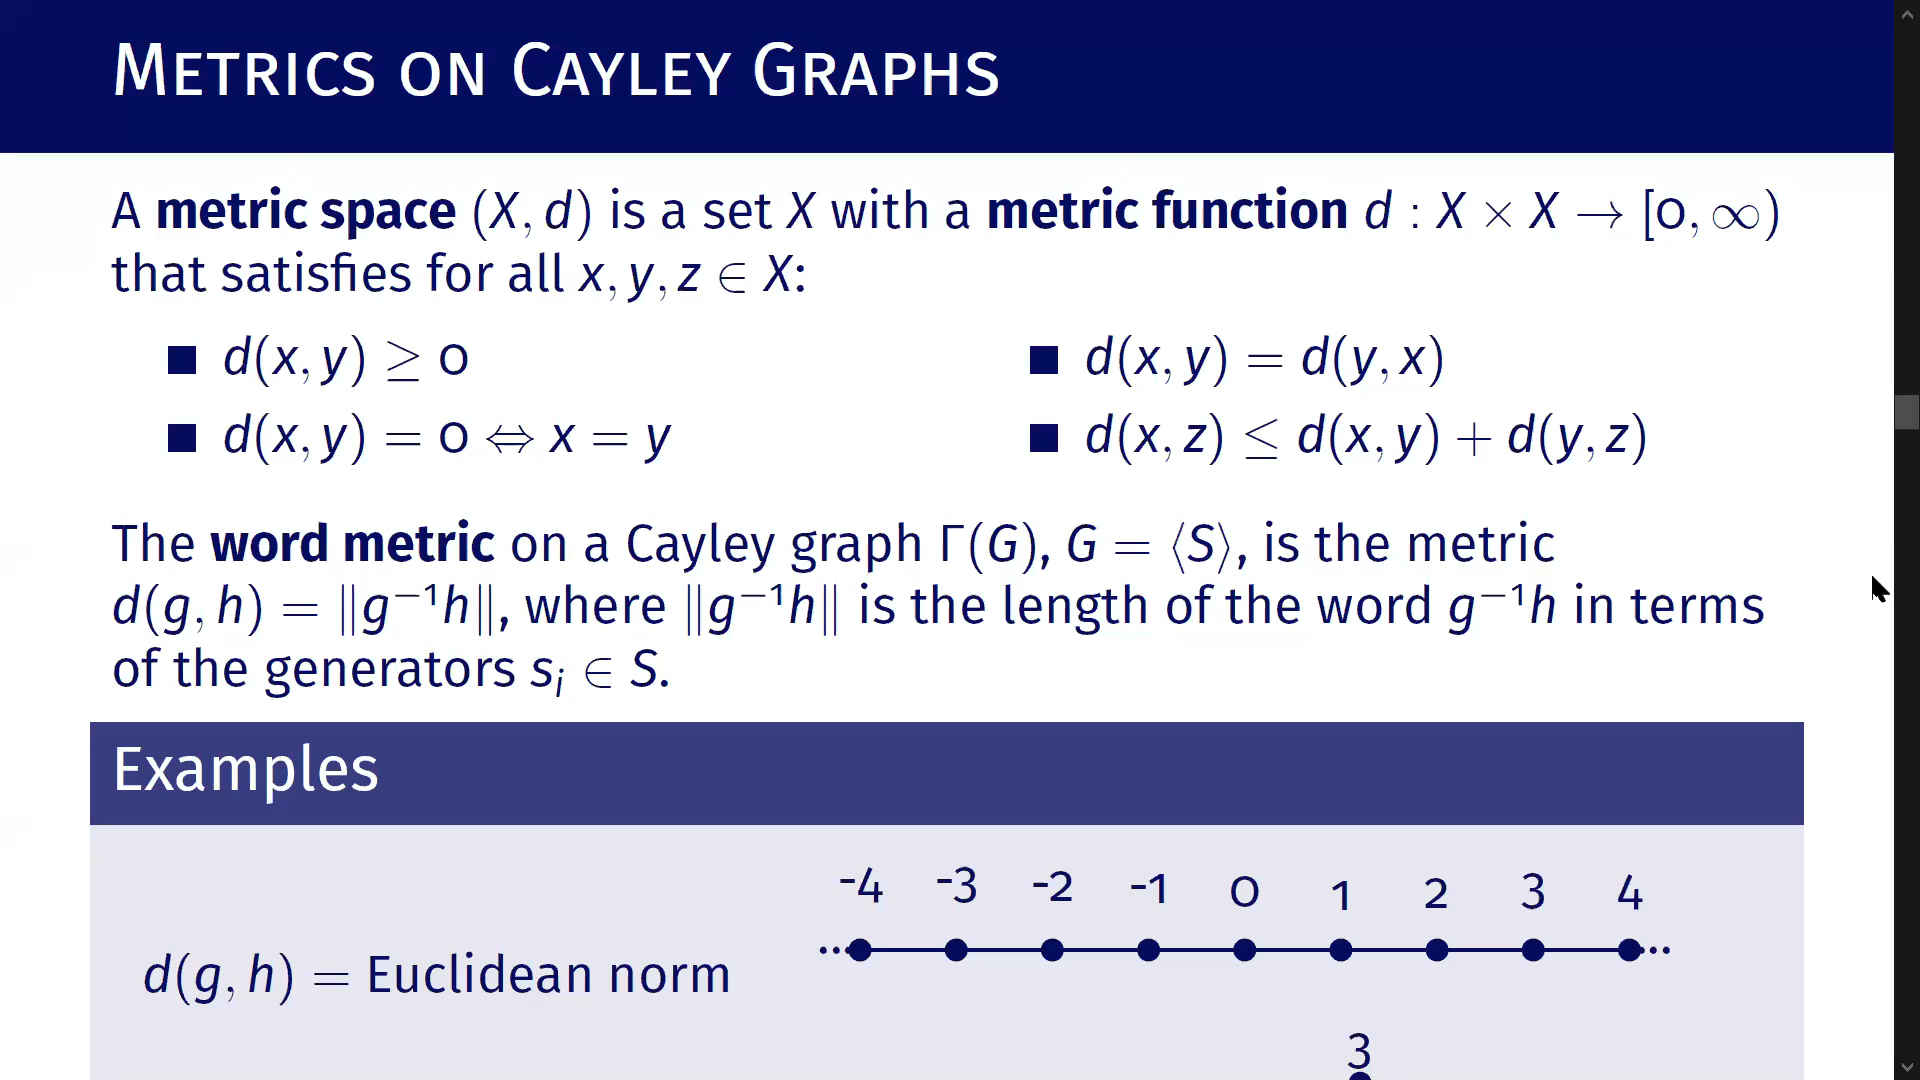 METRICS ON CAYLEY GRAPHS
A metric space (X, d) is a set X with a metric function d : X × X → [0, ∞)
that satisfies for all x, y, z ∈ X:
■ d(x, y) ≥ 0
■ d(x, y) = 0 ⇔ x = y
■ d(x, y) = d(y, x)
■ d(x, z) ≤ d(x, y) + d(y, z)
The word metric on a Cayley graph Γ(G), G = ⟨S⟩, is the metric
d(g, h) = ‖g⁻¹h‖, where ‖g⁻¹h‖ is the length of the word g⁻¹h in terms
of the generators sᵢ ∈ S.
Examples
-4 -3 -2 -1 0 1 2 3 4
d(g, h) = Euclidean norm
3